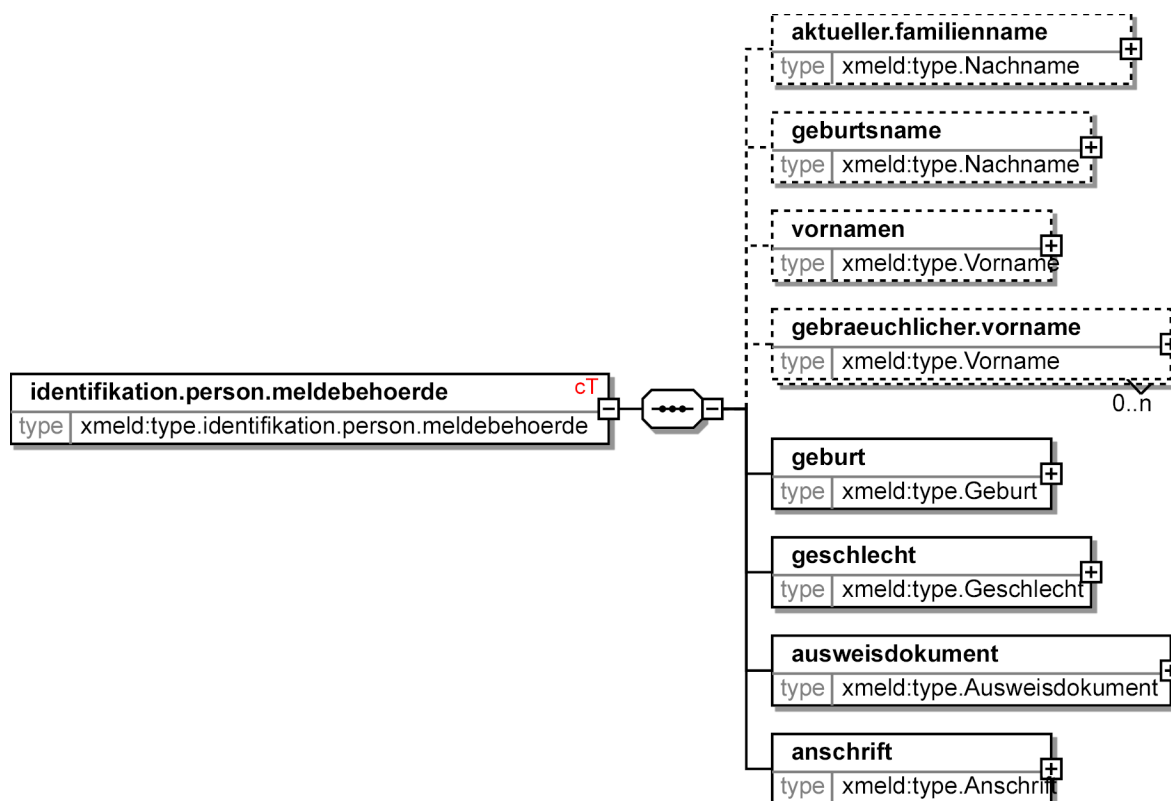 aktueller.familienname
type xmeld:type.Nachname
geburtsname
type xmeld:type.Nachname
vornamen
type xmeld:type.Vorname
gebraeuchlicher.vorname
type xmeld:type.Vorname
0..n
identifikation.person.meldebehoerde cT
type xmeld:type.identifikation.person.meldebehoerde
geburt
type xmeld:type.Geburt
geschlecht
type xmeld:type.Geschlecht
ausweisdokument
type xmeld:type.Ausweisdokument
anschrift
type xmeld:type.Anschrift